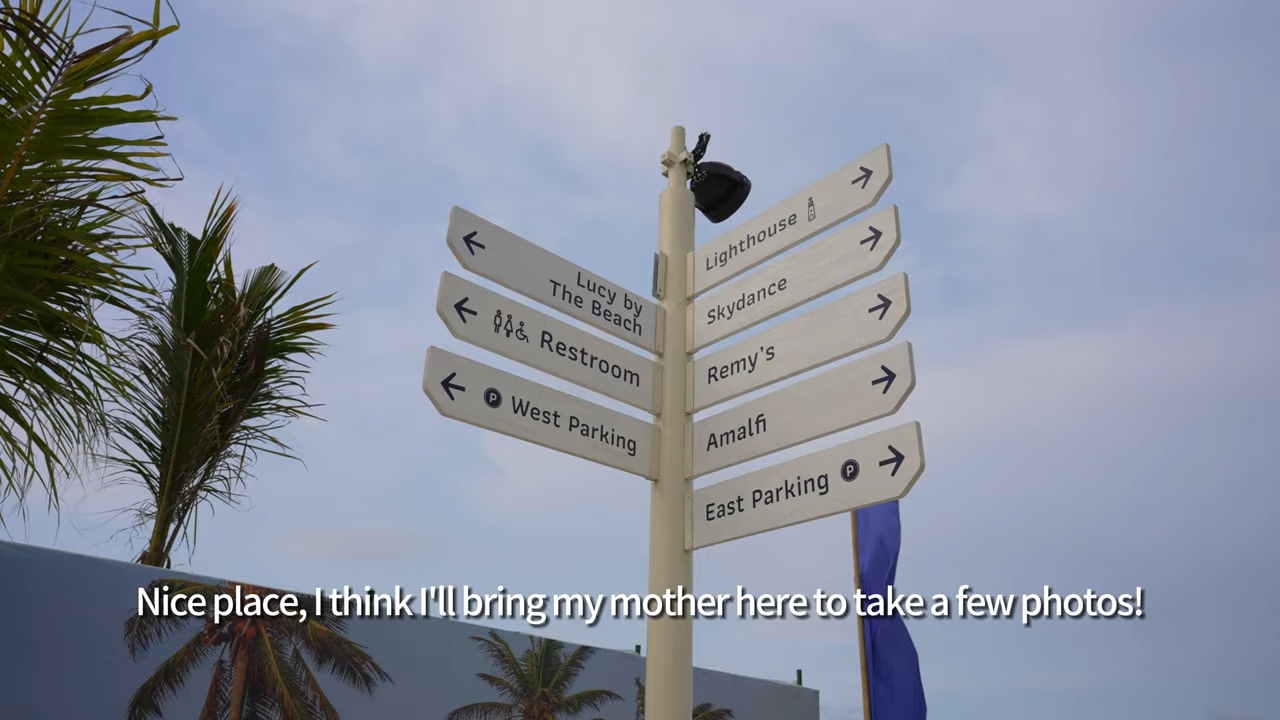 Lucy by
The Beach
Restroom
P West Parking
Lighthouse
Skydance
Remy's
Amalfi
East Parking P
Nice place, I think I'll bring my mother here to take a few photos!